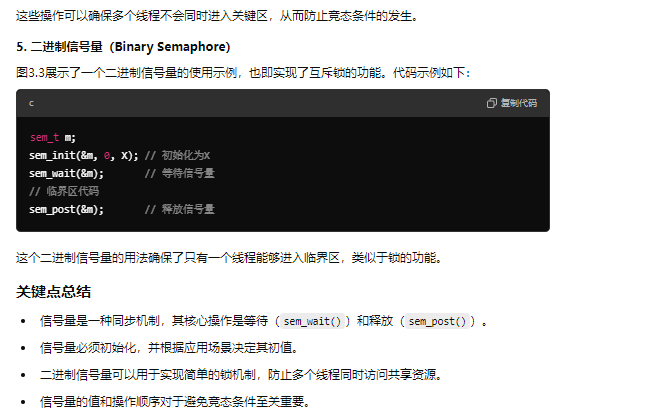 这些操作可以确保多个线程不会同时进入关键区，从而防止竞态条件的发生。
5. 二进制信号量（Binary Semaphore）
图3.3展示了一个二进制信号量的使用示例，也即实现了互斥锁的功能。代码示例如下：
c 复制代码
sem_t m;
sem_init(&m, 0, X); // 初始化为X
sem_wait(&m); // 等待信号量
// 临界区代码
sem_post(&m); // 释放信号量
这个二进制信号量的用法确保了只有一个线程能够进入临界区，类似于锁的功能。
关键点总结
• 信号量是一种同步机制，其核心操作是等待（sem_wait()）和释放（sem_post()）。
• 信号量必须初始化，并根据应用场景决定其初值。
• 二进制信号量可以用于实现简单的锁机制，防止多个线程同时访问共享资源。
• 信号量的值和操作顺序对于避免竞态条件至关重要。